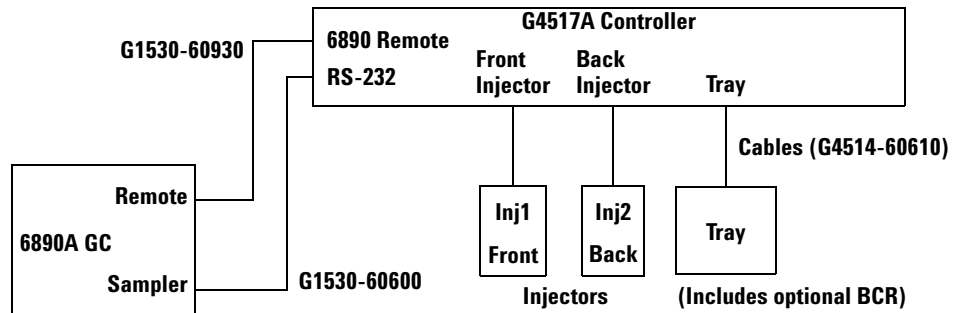 G4517A Controller
G1530-60930
6890 Remote
RS-232
Front
Injector
Back
Injector
Tray
Cables (G4514-60610)
Remote
6890A GC
Sampler
G1530-60600
Inj1
Front
Inj2
Back
Tray
Injectors
(Includes optional BCR)